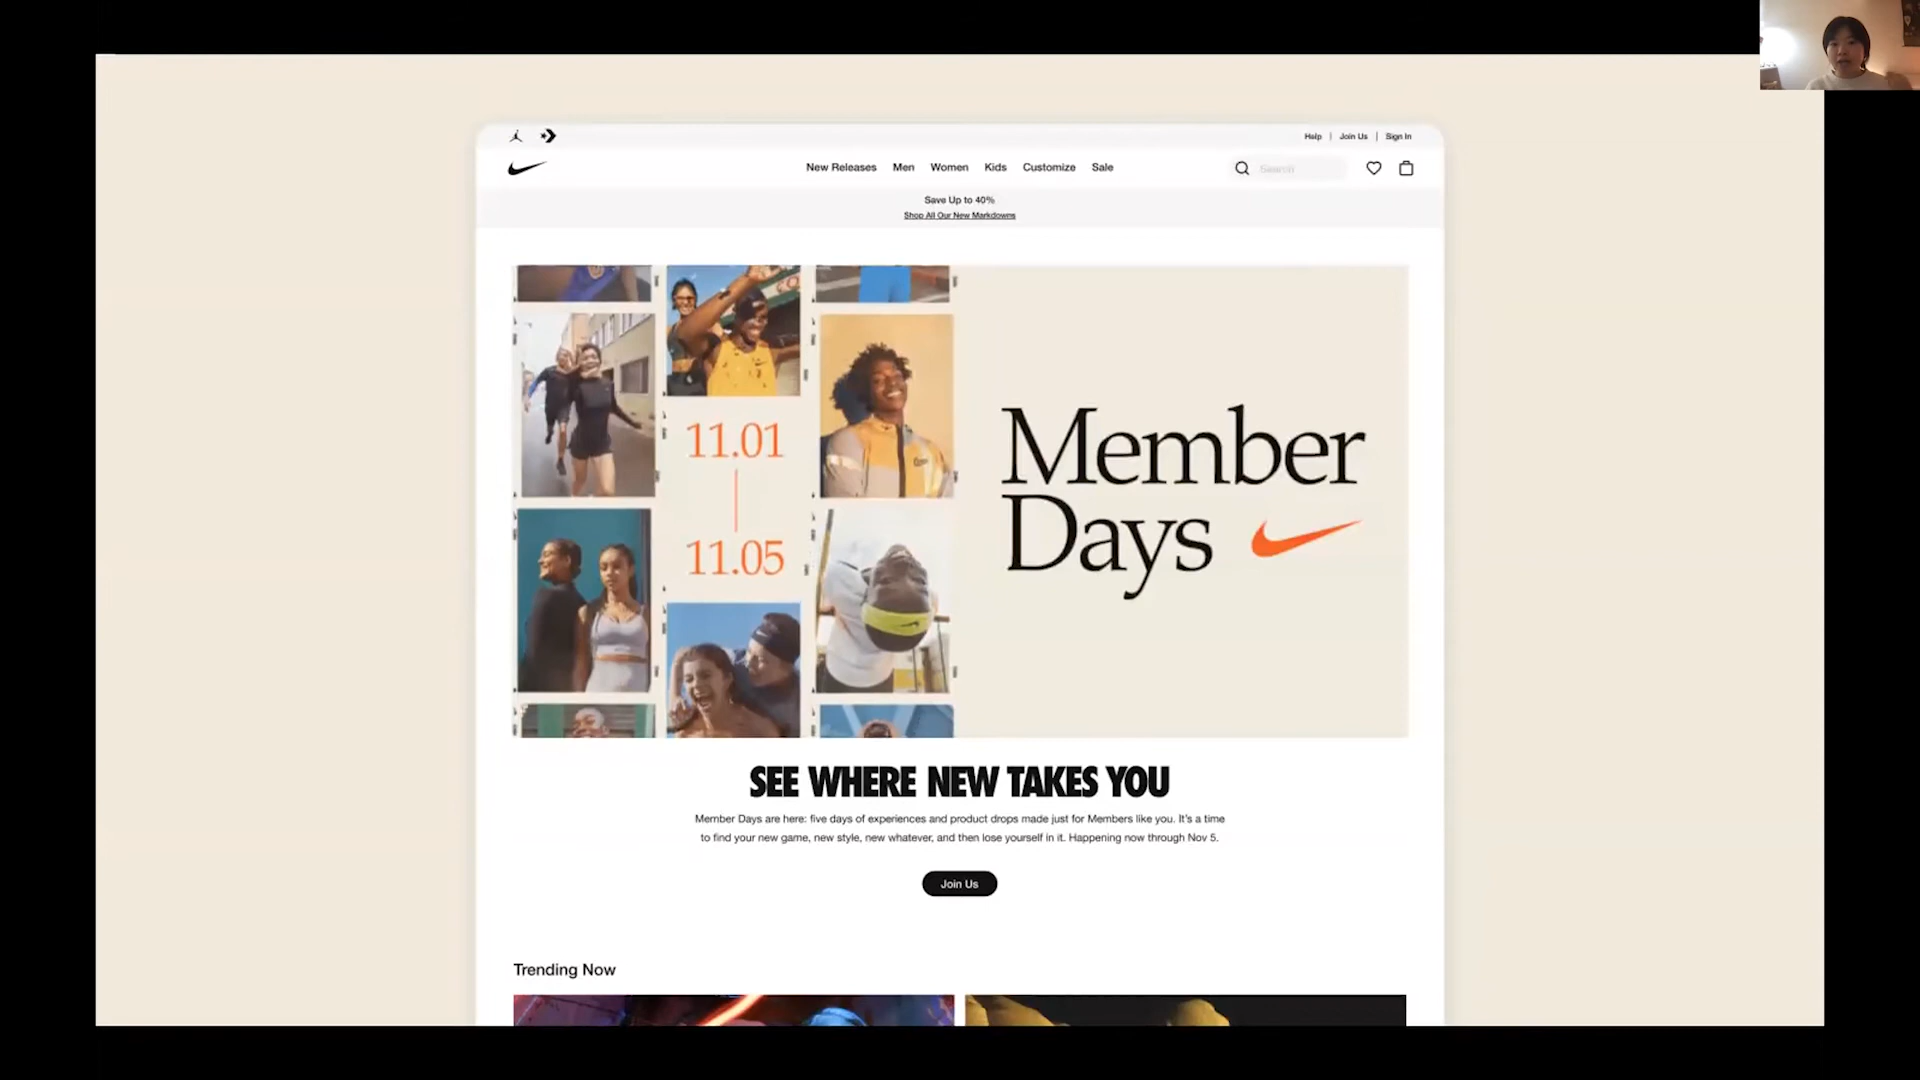 Help | Join Us | Sign In
New Releases Men Women Kids Customize Sale
Search
Save Up to 40%
Shop All Our New Markdowns
11.01
11.05
Member
Days
SEE WHERE NEW TAKES YOU
Member Days are here: five days of experiences and product drops made just for Members like you. It's a time
to find your new game, new style, new whatever, and then lose yourself in it. Happening now through Nov 5.
Join Us
Trending Now